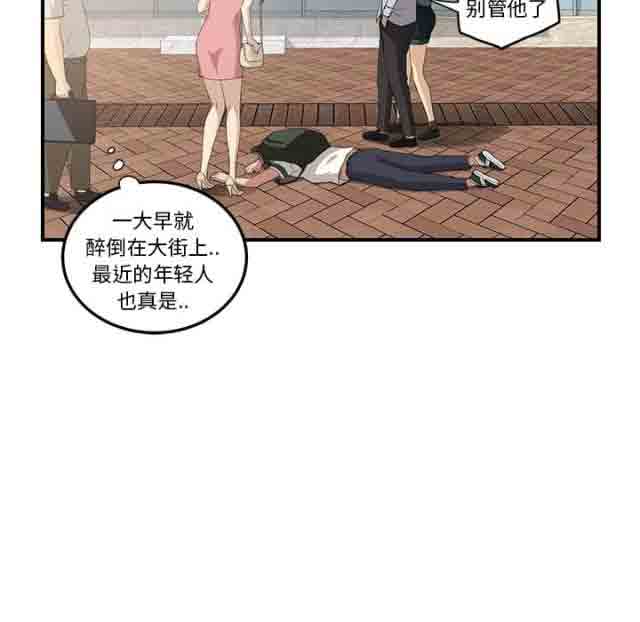 别管他了
一大早就
醉倒在大街上..
最近的年轻人
也真是..